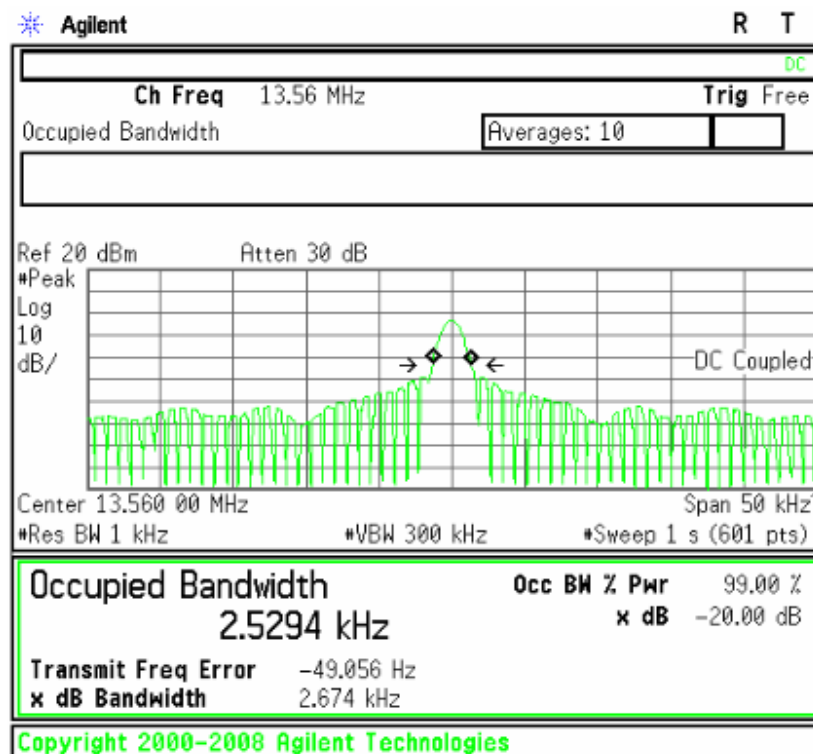 Agilent R T
DC
Ch Freq 13.56 MHz Trig Free
Occupied Bandwidth Averages: 10
Ref 20 dBm Atten 30 dB
#Peak
Log
10
dB/
DC Coupled
Center 13.560 00 MHz Span 50 kHz
#Res BW 1 kHz #VBW 300 kHz #Sweep 1 s (601 pts)
Occupied Bandwidth Occ BW % Pwr 99.00 %
2.5294 kHz x dB -20.00 dB
Transmit Freq Error -49.056 Hz
x dB Bandwidth 2.674 kHz
Copyright 2000-2008 Agilent Technologies